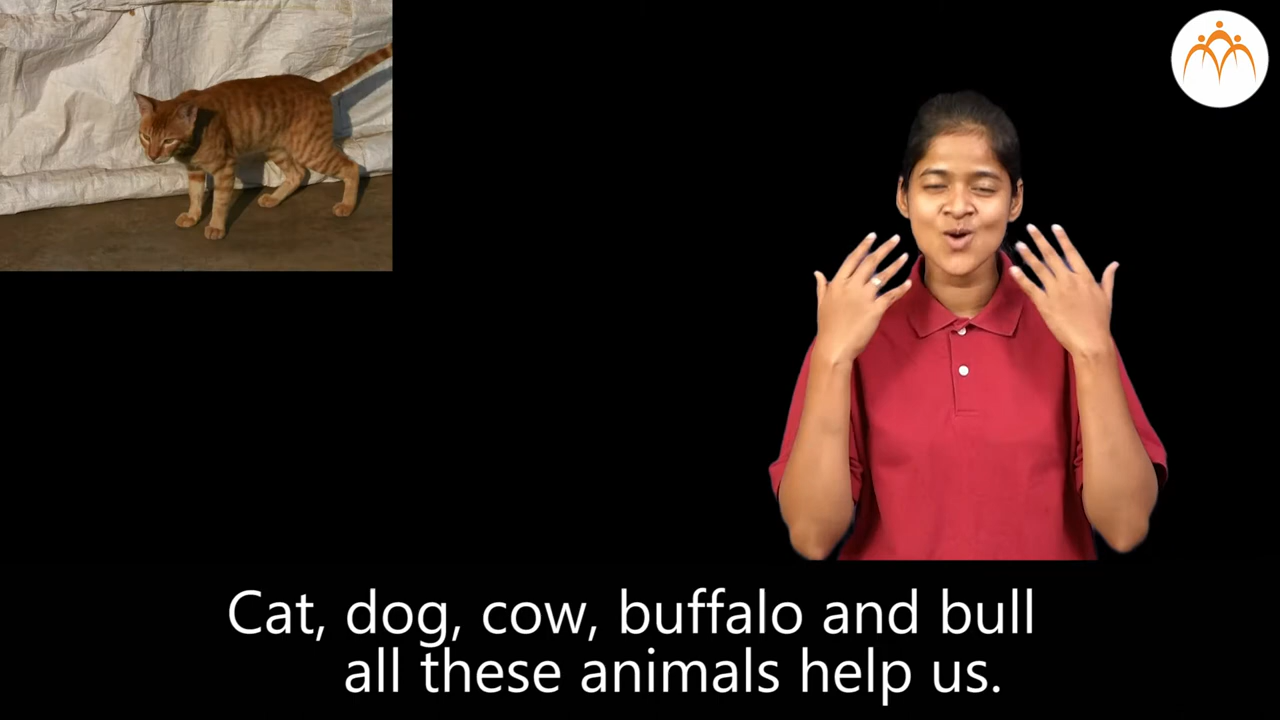 Cat, dog, cow, buffalo and bull
all these animals help us.